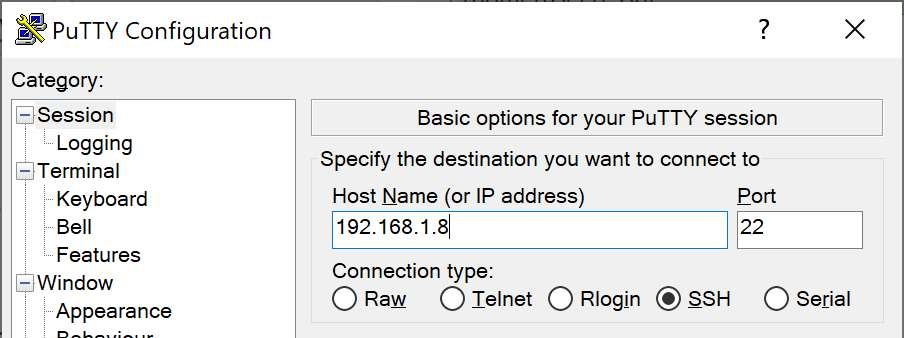 PuTTY Configuration
?
Category:
Session
Logging
Terminal
Keyboard
Bell
Features
Window
Appearance
Behaviour
Basic options for your PuTTY session
Specify the destination you want to connect to
Host Name (or IP address)
Port
192.168.1.8
22
Connection type:
Raw
Telnet
Rlogin
SSH
Serial